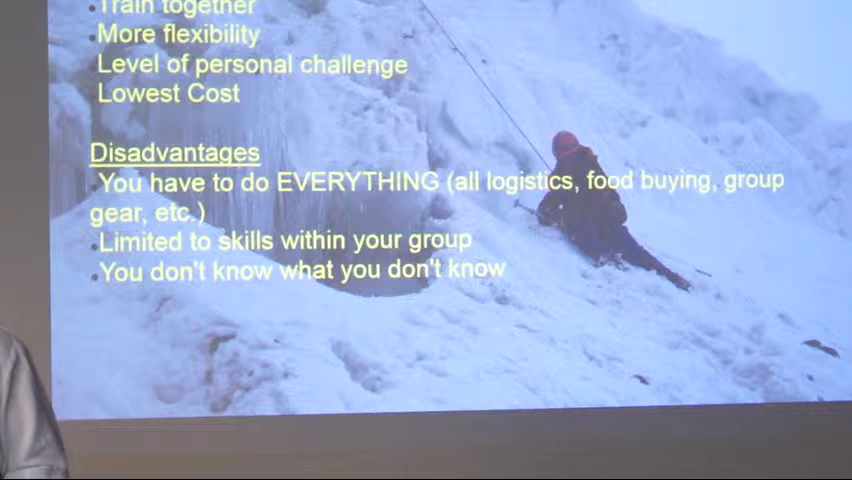 Train together
More flexibility
Level of personal challenge
Lowest Cost
Disadvantages
You have to do EVERYTHING (all logistics, food buying, group
gear, etc.)
Limited to skills within your group
You don't know what you don't know